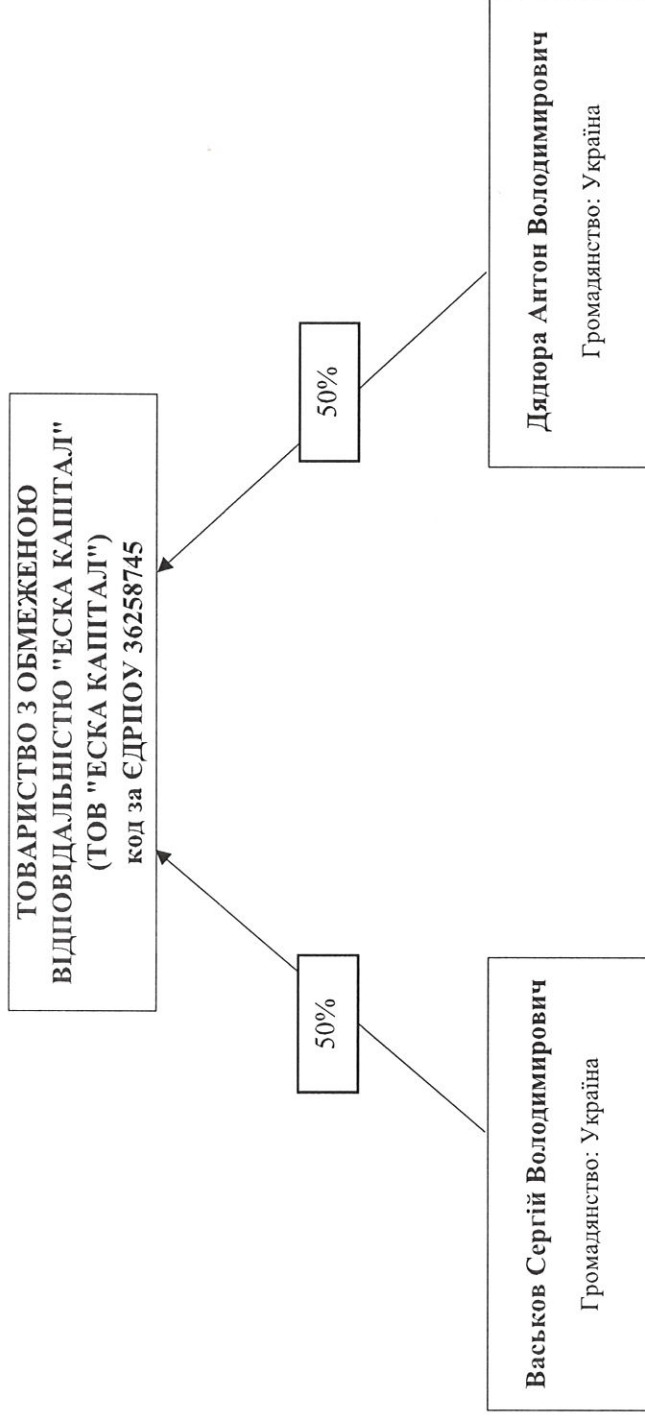 ТОВАРИСТВО З ОБМЕЖЕНОЮ
ВІДПОВІДАЛЬНІСТЮ "ЕСКА КАПІТАЛ"
(ТОВ "ЕСКА КАПІТАЛ")
код за ЄДРПОУ 36258745
50%
50%
Васьков Сергій Володимирович
Громадянство: Україна
Дядюра Антон Володимирович
Громадянство: Україна